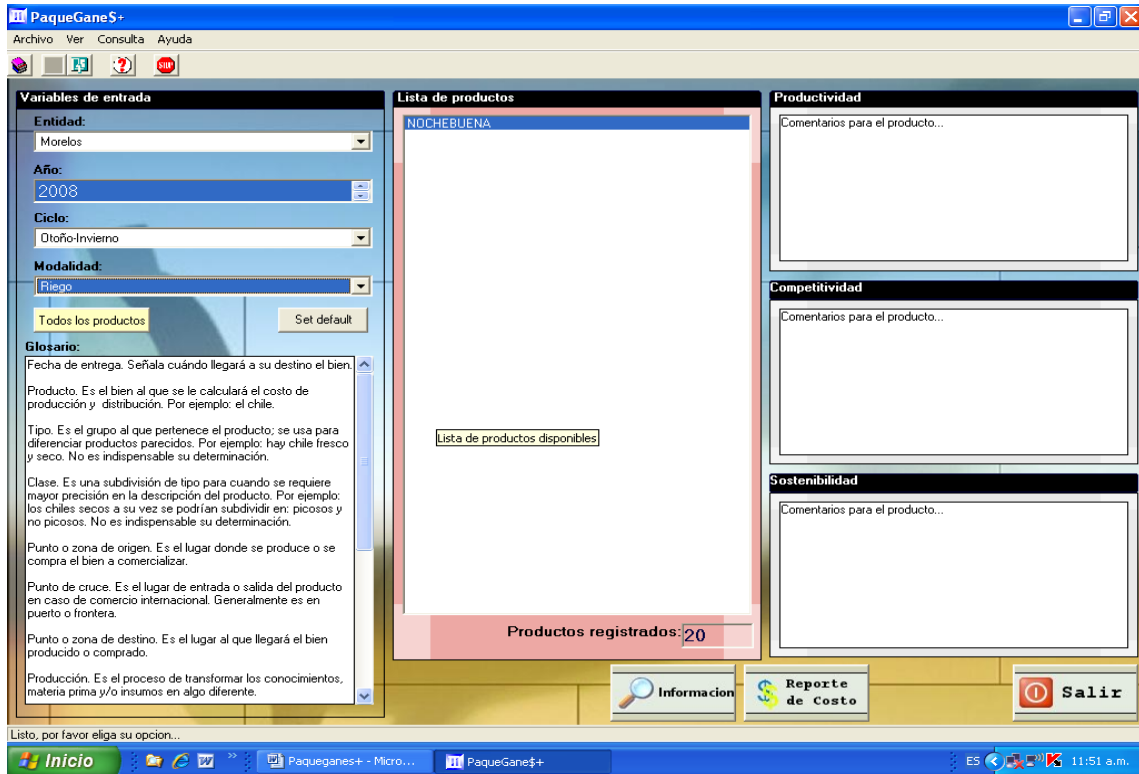 PaqueGane$+
Archivo Ver Consulta Ayuda
STOP
Variables de entrada
Entidad:
Morelos
Año:
2008
Ciclo:
Otoño-Invierno
Modalidad:
Riego
Todos los productos
Set default
Glosario:
Fecha de entrega. Señala cuándo llegará a su destino el bien.
Producto. Es el bien al que se le calculará el costo de
producción y distribución. Por ejemplo: el chile.
Tipo. Es el grupo al que pertenece el producto; se usa para
diferenciar productos parecidos. Por ejemplo: hay chile fresco
y seco. No es indispensable su determinación.
Clase. Es una subdivisión de tipo para cuando se requiere
mayor precisión en la descripción del producto. Por ejemplo:
los chiles secos a su vez se podrían subdividir en: picosos y
no picosos. No es indispensable su determinación.
Punto o zona de origen. Es el lugar donde se produce o se
compra el bien a comercializar.
Punto de cruce. Es el lugar de entrada o salida del producto
en caso de comercio internacional. Generalmente es en
puerto o frontera.
Punto o zona de destino. Es el lugar al que llegará el bien
producido o comprado.
Producción. Es el proceso de transformar los conocimientos,
materia prima y/o insumos en algo diferente.
Lista de productos
NOCHEBUENA
Lista de productos disponibles
Productos registrados: 20
Productividad
Comentarios para el producto...
Competitividad
Comentarios para el producto...
Sostenibilidad
Comentarios para el producto...
Informacion
Reporte
de Costo
Salir
Listo, por favor eliga su opcion...
Inicio
Paqueganes+ - Micro...
PaqueGane$+
ES
11:51 a.m.